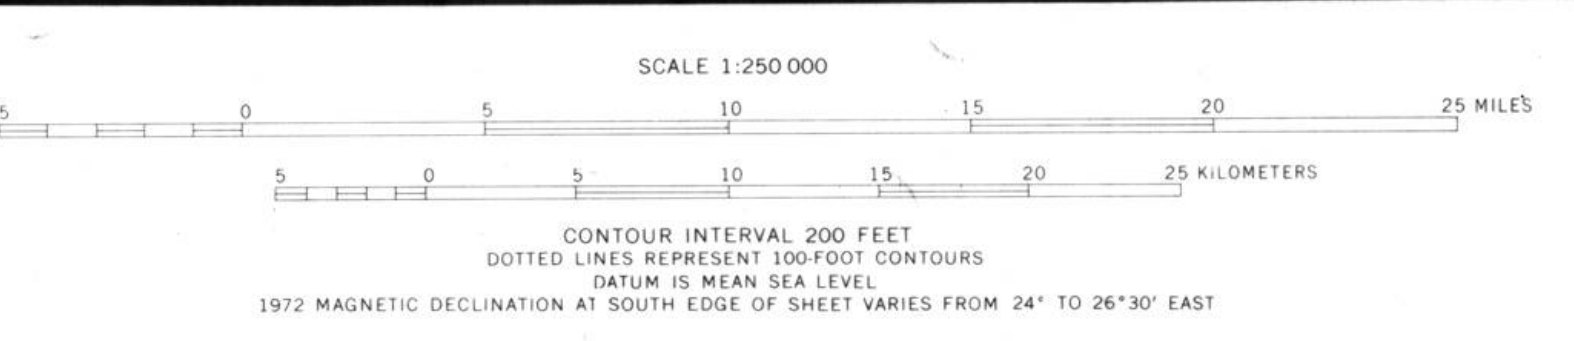 SCALE 1:250 000
5 0 5 10 15 20 25 MILES
5 0 5 10 15 20 25 KILOMETERS
CONTOUR INTERVAL 200 FEET
DOTTED LINES REPRESENT 100-FOOT CONTOURS
DATUM IS MEAN SEA LEVEL
1972 MAGNETIC DECLINATION AT SOUTH EDGE OF SHEET VARIES FROM 24° TO 26°30′ EAST